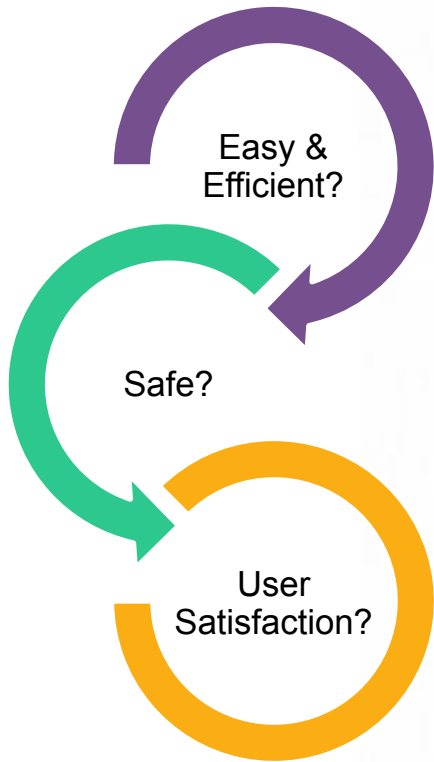 Easy &
Efficient?
Safe?
User
Satisfaction?